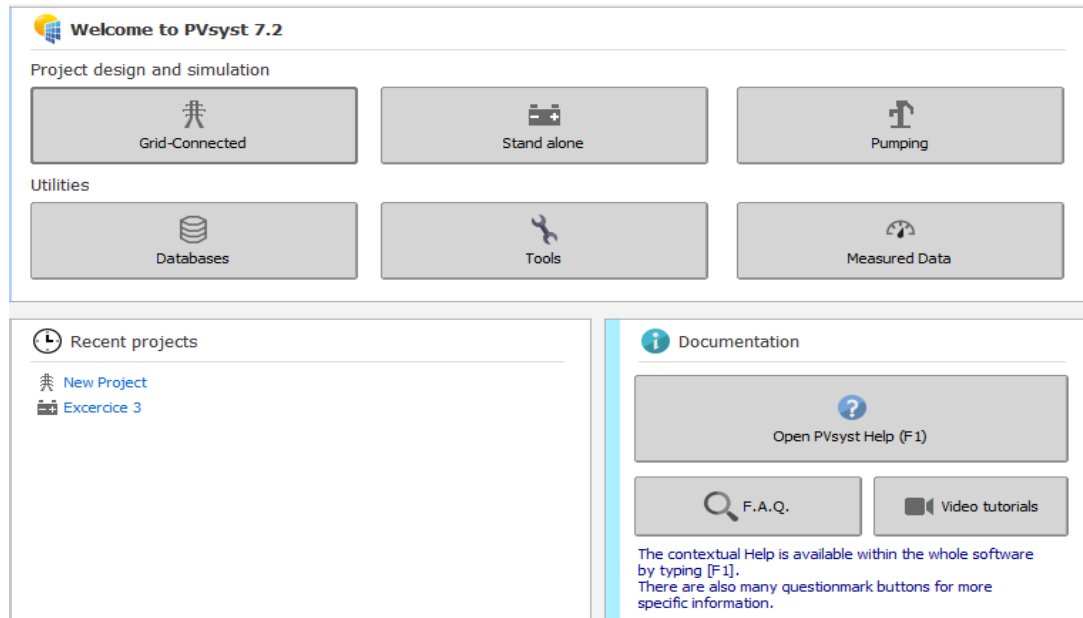 Welcome to PVsyst 7.2
Project design and simulation
Grid-Connected
Stand alone
Pumping
Utilities
Databases
Tools
Measured Data
Recent projects
New Project
Excercice 3
Documentation
Open PVsyst Help (F1)
F.A.Q.
Video tutorials
The contextual Help is available within the whole software
by typing [F1].
There are also many questionmark buttons for more
specific information.